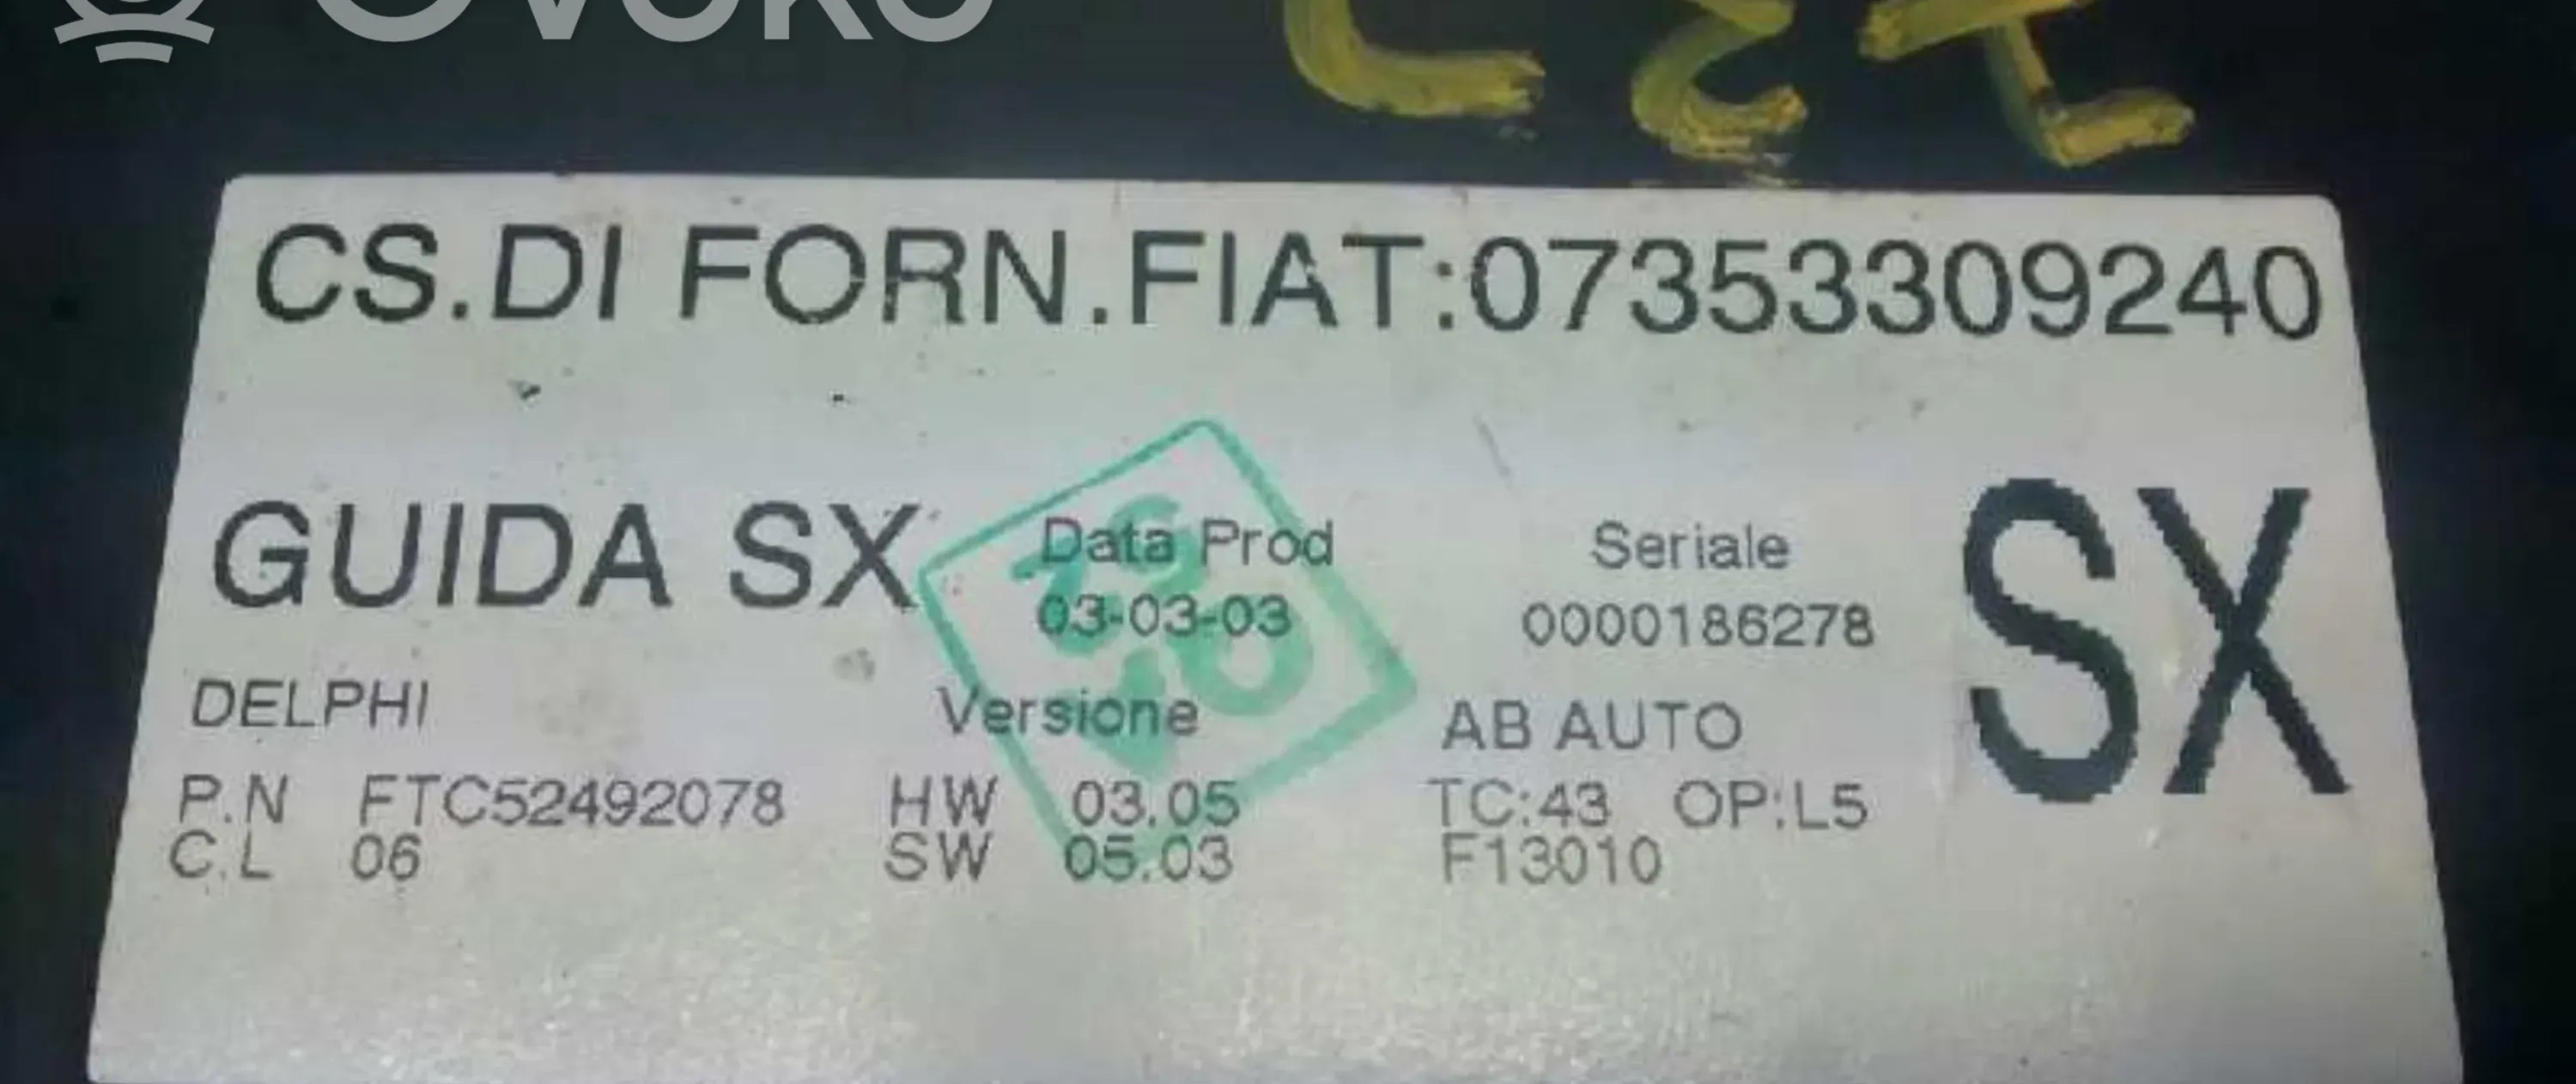 OVOKO
CS.DI FORN.FIAT:07353309240
GUIDA SX
Data Prod
Seriale
SX
03-03-03
0000186278
DELPHI
Versione
AB AUTO
P.N FTC52492078
HW 03.05
TC:43 OP:L5
C.L 06
SW 05.03
F13010